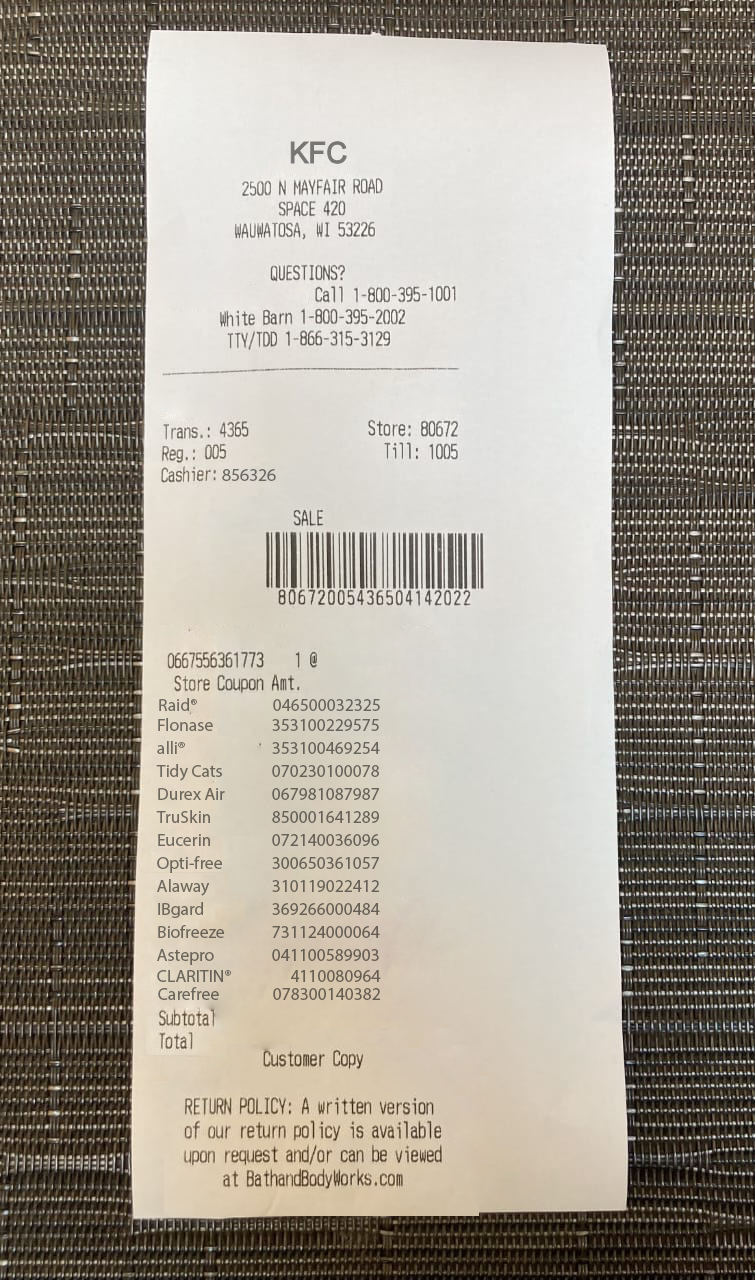 KFC
2500 N MAYFAIR ROAD
SPACE 420
WAUWATOSA, WI 53226
QUESTIONS?
Call 1-800-395-1001
White Barn 1-800-395-2002
TTY/TDD 1-866-315-3129
Trans.: 4365 Store: 80672
Reg.: 005 Till: 1005
Cashier: 856326
SALE
80672005436504142022
0667556361773 1 @
Store Coupon Amt.
Raid® 046500032325
Flonase 353100229575
alli® 353100469254
Tidy Cats 070230100078
Durex Air 067981087987
TruSkin 850001641289
Eucerin 072140036096
Opti-free 300650361057
Alaway 310119022412
IBgard 369266000484
Biofreeze 731124000064
Astepro 041100589903
CLARITIN® 4110080964
Carefree 078300140382
Subtotal
Total
Customer Copy
RETURN POLICY: A written version
of our return policy is available
upon request and/or can be viewed
at BathandBodyWorks.com